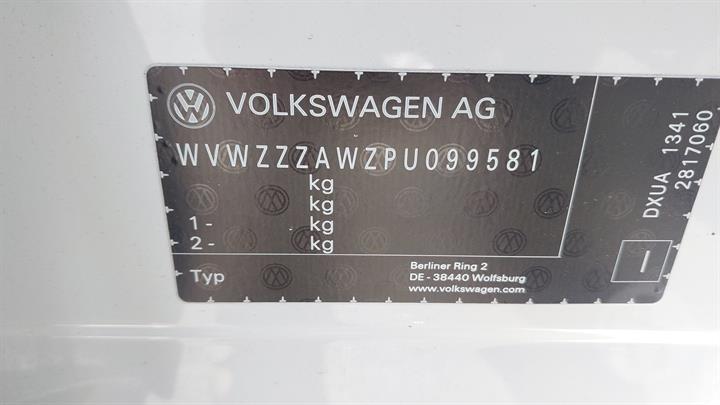 VOLKSWAGEN AG
WVWZZZAWZPU099581
kg
kg
1- kg
2- kg
Typ
Berliner Ring 2
DE - 38440 Wolfsburg
www.volkswagen.com
DXUA 1341
2817060
I